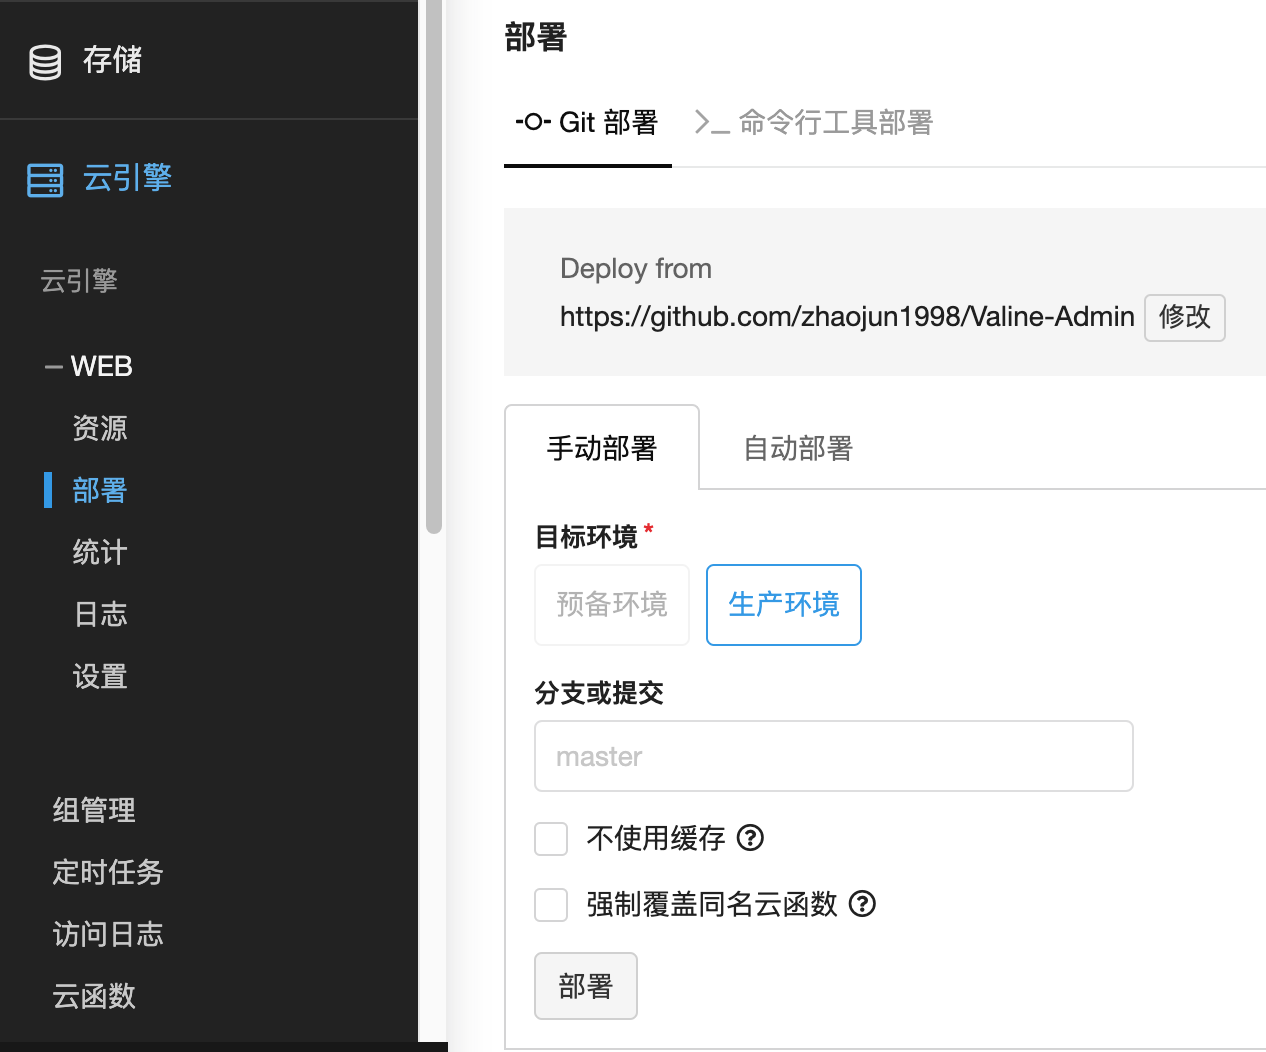 存储
云引擎
云引擎
WEB
资源
部署
统计
日志
设置
组管理
定时任务
访问日志
云函数
部署
Git 部署
命令行工具部署
Deploy from
https://github.com/zhaojun1998/Valine-Admin 修改
手动部署 自动部署
目标环境 *
预备环境 生产环境
分支或提交
master
不使用缓存
强制覆盖同名云函数
部署